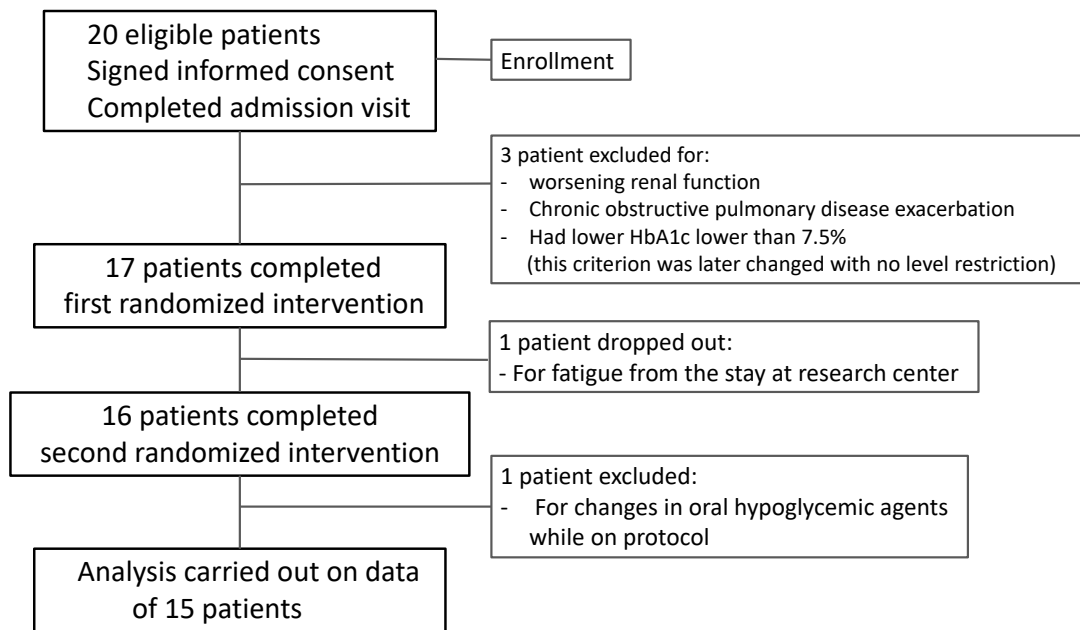 20 eligible patients
Signed informed consent
Completed admission visit
Enrollment
3 patient excluded for:
- worsening renal function
- Chronic obstructive pulmonary disease exacerbation
- Had lower HbA1c lower than 7.5%
(this criterion was later changed with no level restriction)
17 patients completed
first randomized intervention
1 patient dropped out:
- For fatigue from the stay at research center
16 patients completed
second randomized intervention
1 patient excluded:
- For changes in oral hypoglycemic agents
while on protocol
Analysis carried out on data
of 15 patients